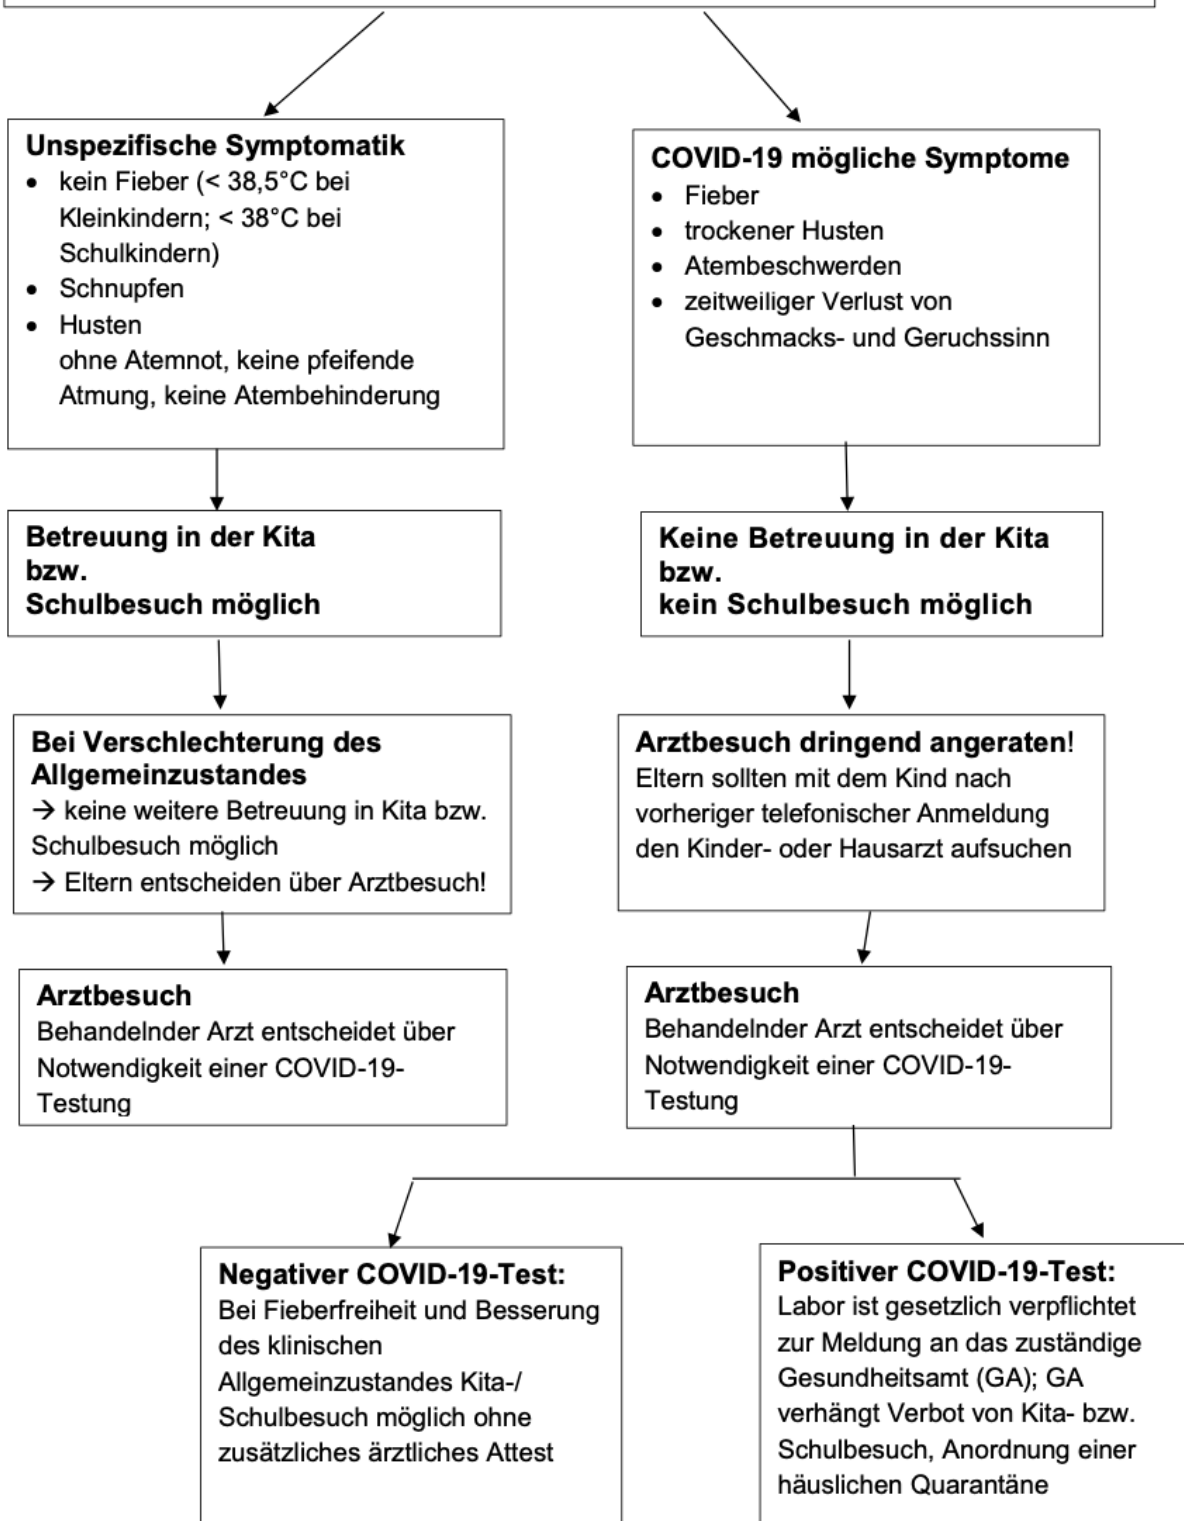 Unspezifische Symptomatik
• kein Fieber (< 38,5°C bei
Kleinkindern; < 38°C bei
Schulkindern)
• Schnupfen
• Husten
ohne Atemnot, keine pfeifende
Atmung, keine Atembehinderung
COVID-19 mögliche Symptome
• Fieber
• trockener Husten
• Atembeschwerden
• zeitweiliger Verlust von
Geschmacks- und Geruchssinn
Betreuung in der Kita
bzw.
Schulbesuch möglich
Keine Betreuung in der Kita
bzw.
kein Schulbesuch möglich
Bei Verschlechterung des
Allgemeinzustandes
→ keine weitere Betreuung in Kita bzw.
Schulbesuch möglich
→ Eltern entscheiden über Arztbesuch!
Arztbesuch dringend angeraten!
Eltern sollten mit dem Kind nach
vorheriger telefonischer Anmeldung
den Kinder- oder Hausarzt aufsuchen
Arztbesuch
Behandelnder Arzt entscheidet über
Notwendigkeit einer COVID-19-
Testung
Arztbesuch
Behandelnder Arzt entscheidet über
Notwendigkeit einer COVID-19-
Testung
Negativer COVID-19-Test:
Bei Fieberfreiheit und Besserung
des klinischen
Allgemeinzustandes Kita-/
Schulbesuch möglich ohne
zusätzliches ärztliches Attest
Positiver COVID-19-Test:
Labor ist gesetzlich verpflichtet
zur Meldung an das zuständige
Gesundheitsamt (GA); GA
verhängt Verbot von Kita- bzw.
Schulbesuch, Anordnung einer
häuslichen Quarantäne